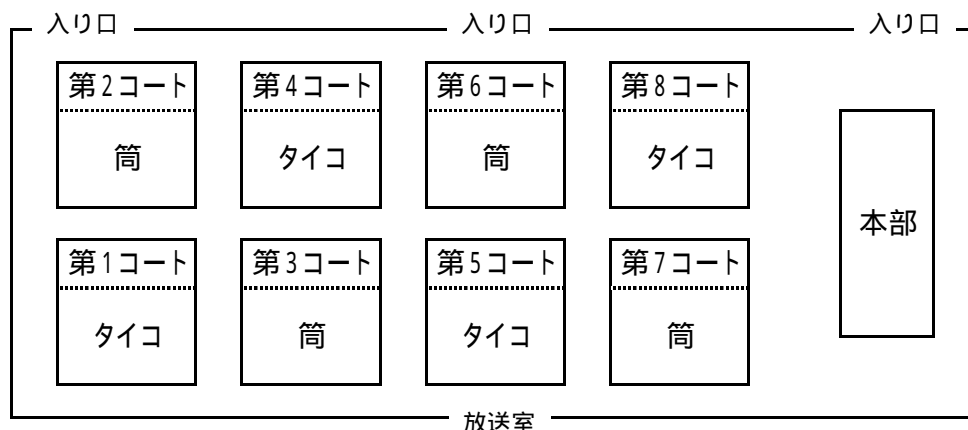 入り口 入り口 入り口
第2コート 第4コート 第6コート 第8コート
筒 タイコ 筒 タイコ
本部
第1コート 第3コート 第5コート 第7コート
タイコ 筒 タイコ 筒
放送室